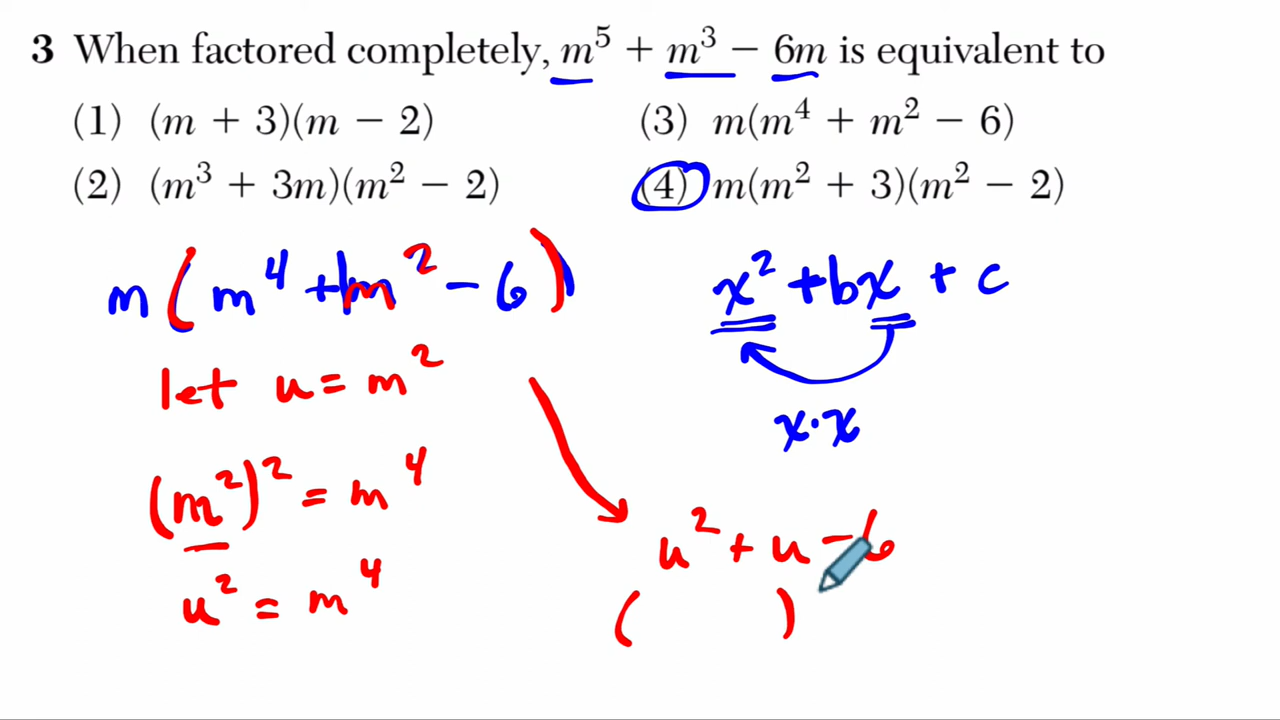 3 When factored completely, m⁵ + m³ − 6m is equivalent to
(1) (m + 3)(m − 2)
(3) m(m⁴ + m² − 6)
(2) (m³ + 3m)(m² − 2)
(4) m(m² + 3)(m² − 2)
m(m⁴ + m² − 6)
x² + bx + c
let u = m²
x·x
(m²)² = m⁴
u² + u − 6
u² = m⁴
( )